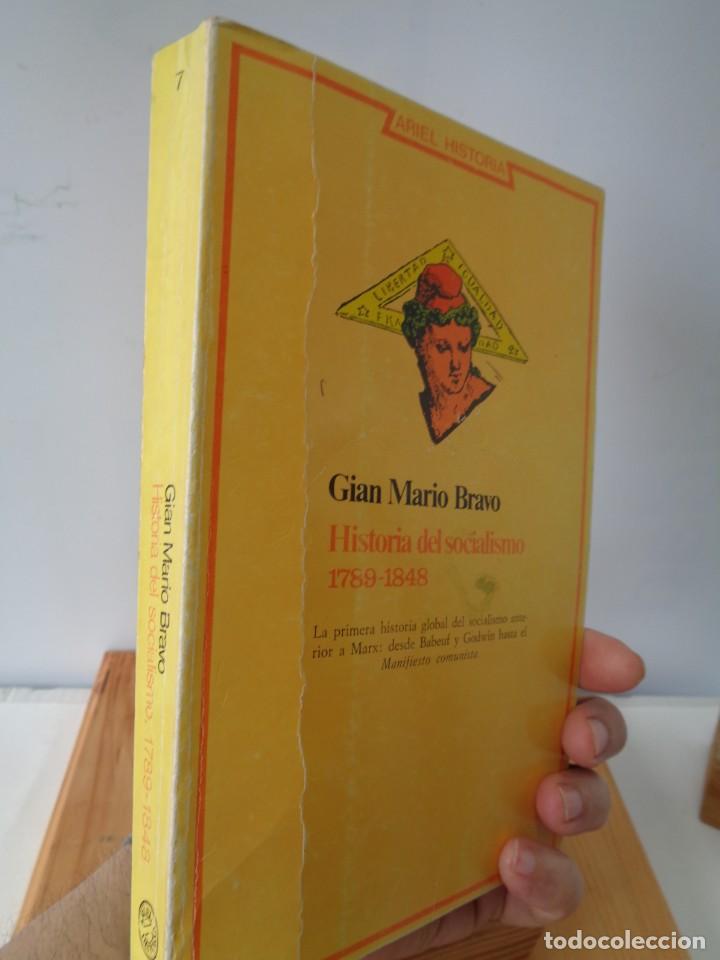 7
Gian Mario Bravo
Historia del socialismo, 1789-1848
ARIEL HISTORIA
LIBERTAD
IGUALDAD
FRA
DAD
Gian Mario Bravo
Historia del socialismo
1789-1848
La primera historia global del socialismo ante-
rior a Marx: desde Babeuf y Godwin hasta el
Manifiesto comunista.
todocoleccion